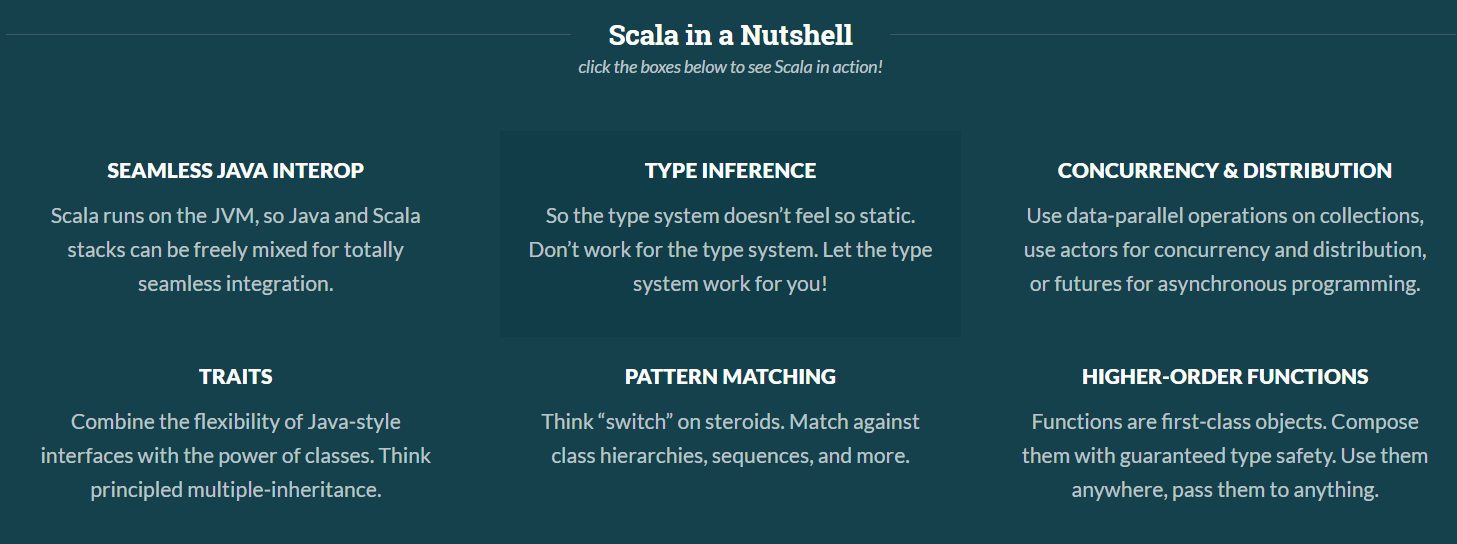 Scala in a Nutshell
click the boxes below to see Scala in action!
SEAMLESS JAVA INTEROP
Scala runs on the JVM, so Java and Scala
stacks can be freely mixed for totally
seamless integration.
TYPE INFERENCE
So the type system doesn’t feel so static.
Don’t work for the type system. Let the type
system work for you!
CONCURRENCY & DISTRIBUTION
Use data-parallel operations on collections,
use actors for concurrency and distribution,
or futures for asynchronous programming.
TRAITS
Combine the flexibility of Java-style
interfaces with the power of classes. Think
principled multiple-inheritance.
PATTERN MATCHING
Think “switch” on steroids. Match against
class hierarchies, sequences, and more.
HIGHER-ORDER FUNCTIONS
Functions are first-class objects. Compose
them with guaranteed type safety. Use them
anywhere, pass them to anything.